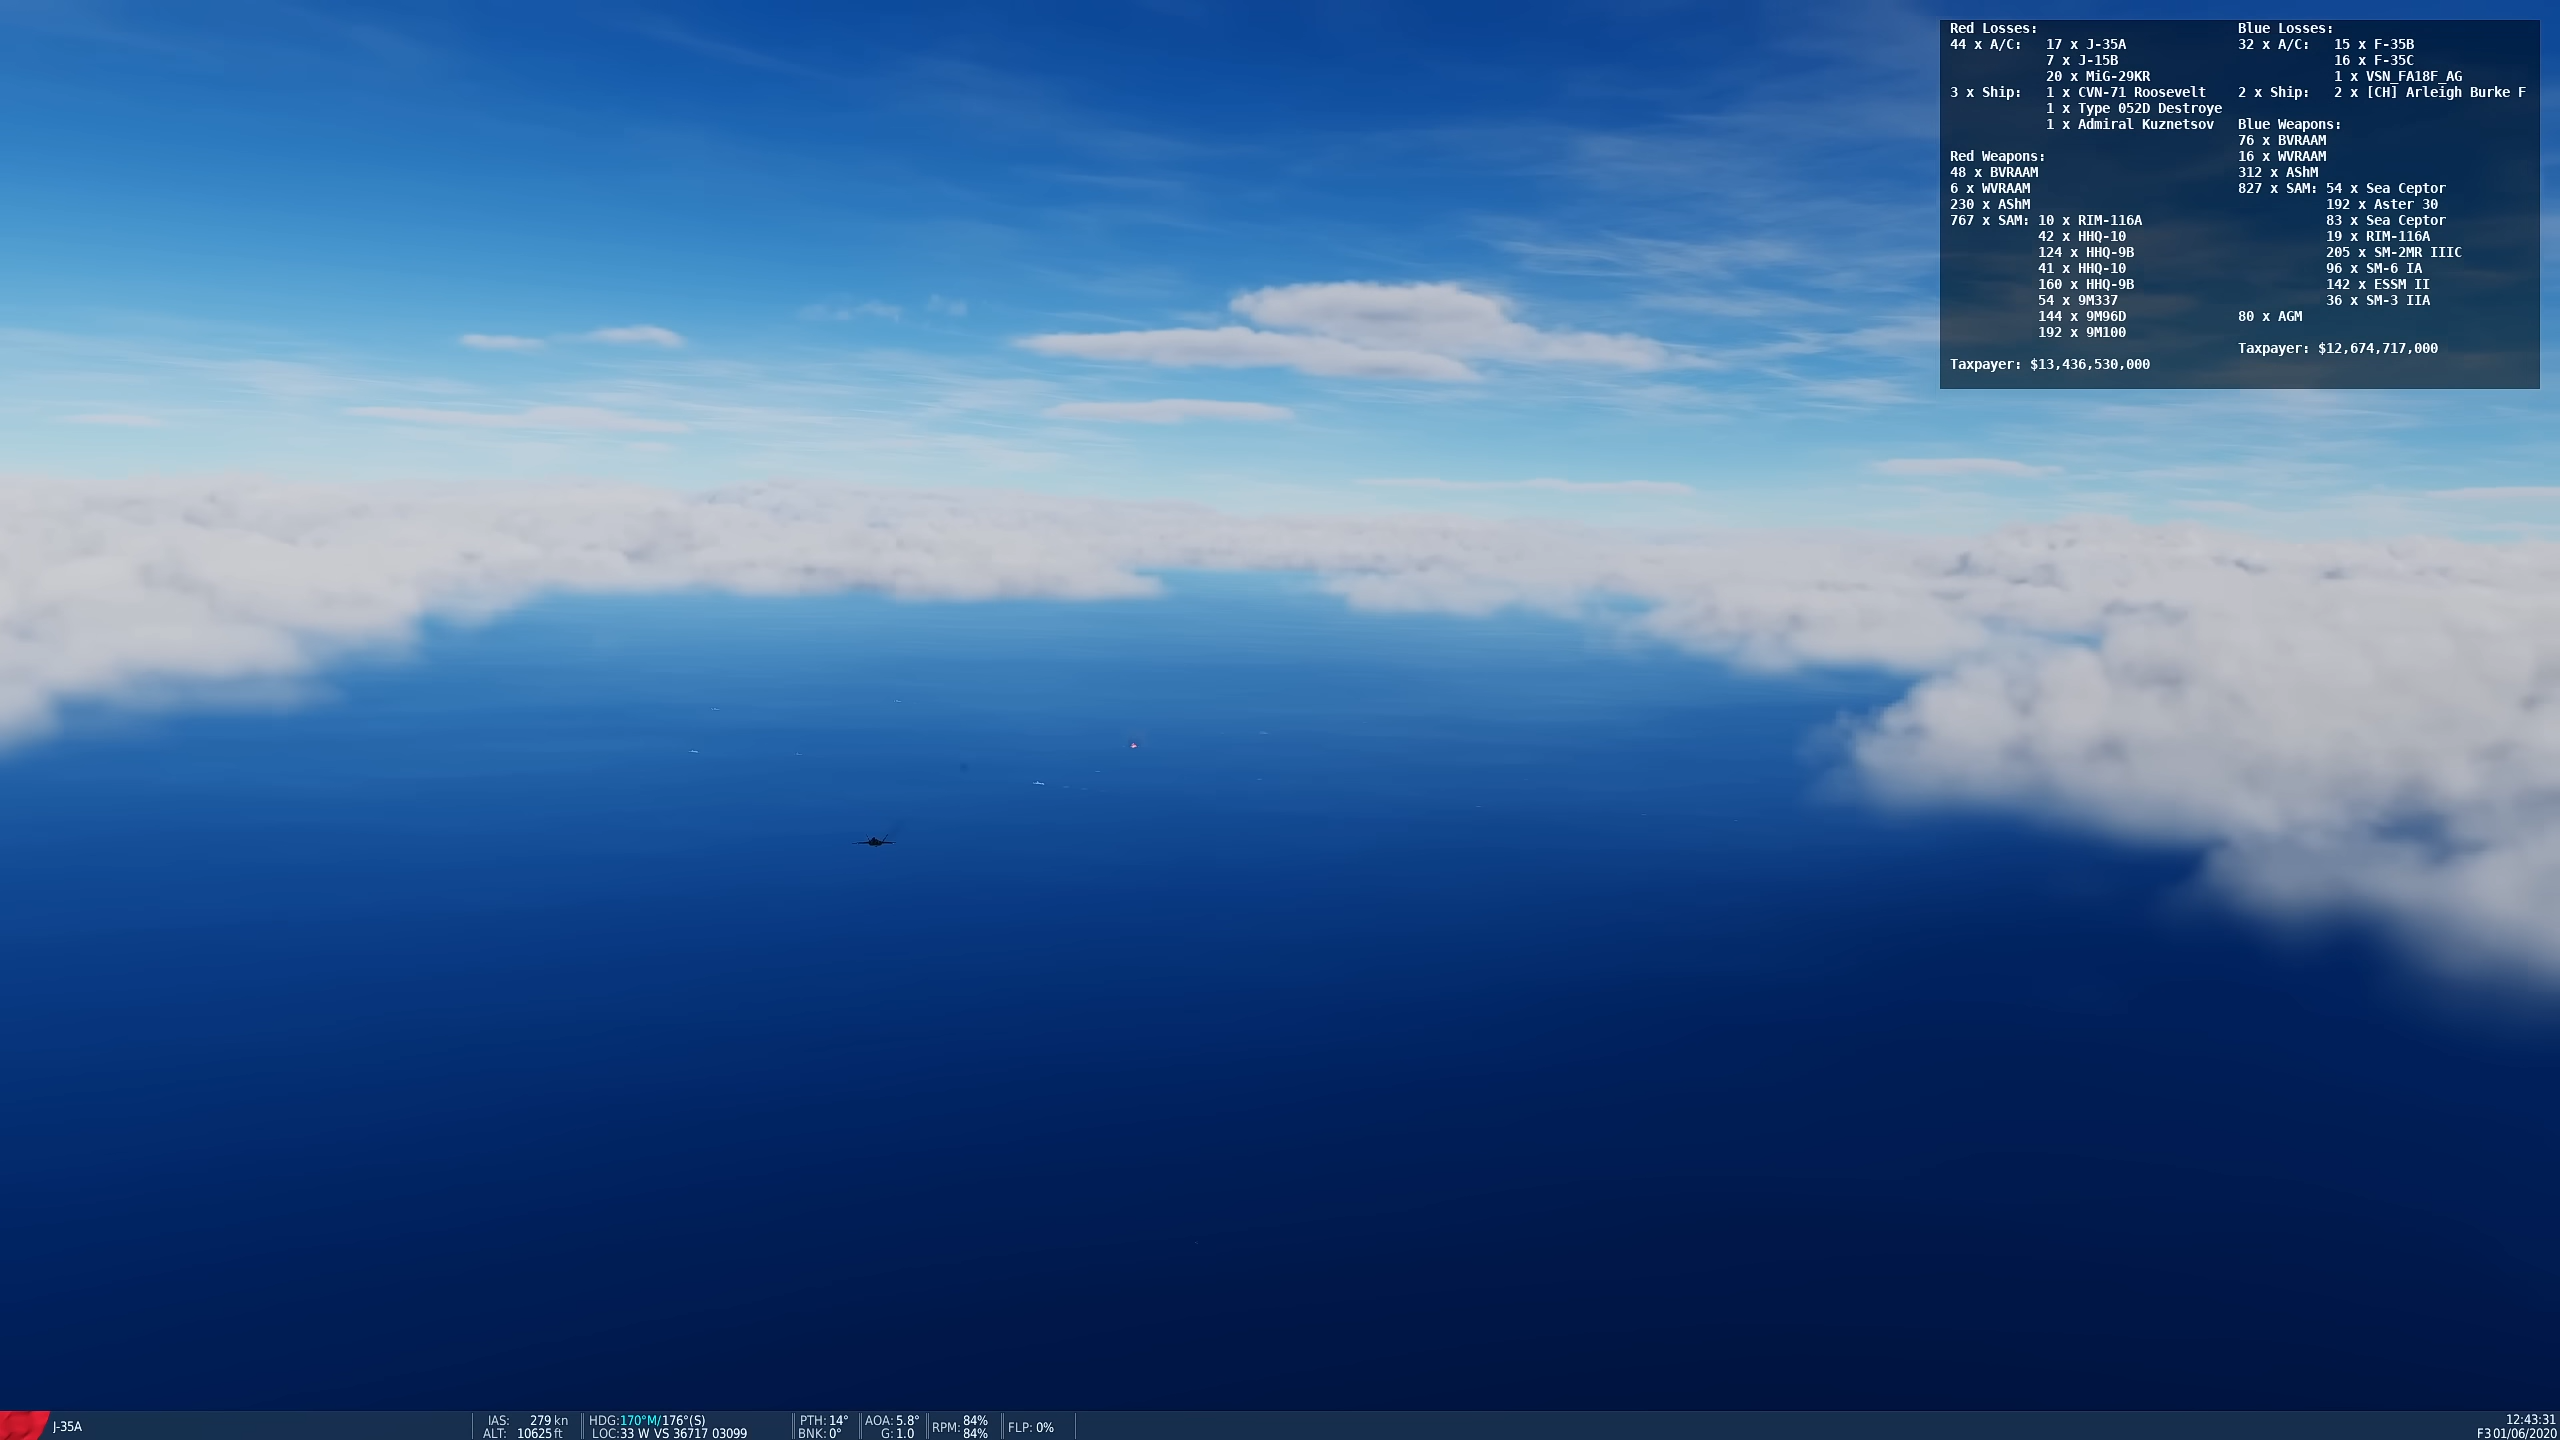 Red Losses:
44 x A/C: 17 x J-35A
7 x J-15B
20 x MiG-29KR
3 x Ship: 1 x CVN-71 Roosevelt
1 x Type 052D Destroye
1 x Admiral Kuznetsov
Red Weapons:
48 x BVRAAM
6 x WVRAAM
230 x AShM
767 x SAM: 10 x RIM-116A
42 x HHQ-10
124 x HHQ-9B
41 x HHQ-10
160 x HHQ-9B
54 x 9M337
144 x 9M96D
192 x 9M100
Taxpayer: $13,436,530,000
Blue Losses:
32 x A/C: 15 x F-35B
16 x F-35C
1 x VSN_FA18F_AG
2 x Ship: 2 x [CH] Arleigh Burke F
Blue Weapons:
76 x BVRAAM
16 x WVRAAM
312 x AShM
827 x SAM: 54 x Sea Ceptor
192 x Aster 30
83 x Sea Ceptor
19 x RIM-116A
205 x SM-2MR IIIC
96 x SM-6 IA
142 x ESSM II
36 x SM-3 IIA
80 x AGM
Taxpayer: $12,674,717,000
J-35A
IAS: 279 kn
ALT: 10625 ft
HDG:170°M/176°(S)
LOC:33 W VS 36717 03099
PTH: 14°
BNK: 0°
AOA: 5.8°
G: 1.0
RPM: 84%
84%
FLP: 0%
12:43:31
F3 01/06/2020